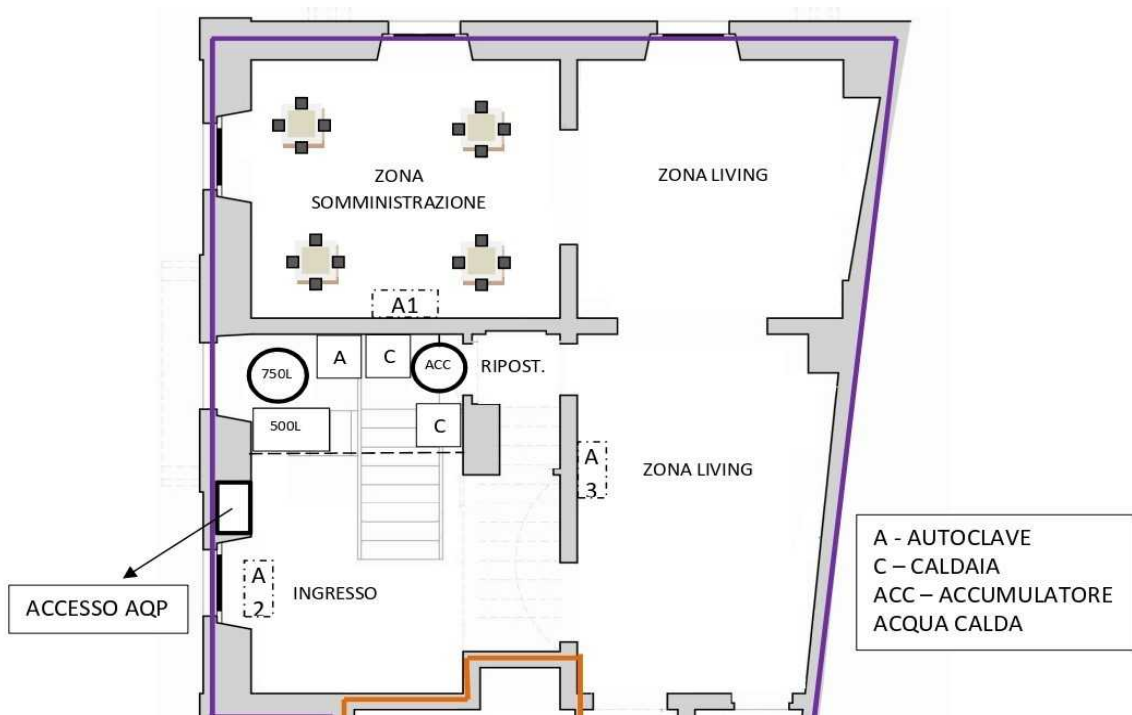 ZONA
SOMMINISTRAZIONE
ZONA LIVING
A1
750L
A
C
ACC
RIPOST.
500L
C
A
3
ZONA LIVING
A
2
INGRESSO
ACCESSO AQP
A - AUTOCLAVE
C – CALDAIA
ACC – ACCUMULATORE
ACQUA CALDA